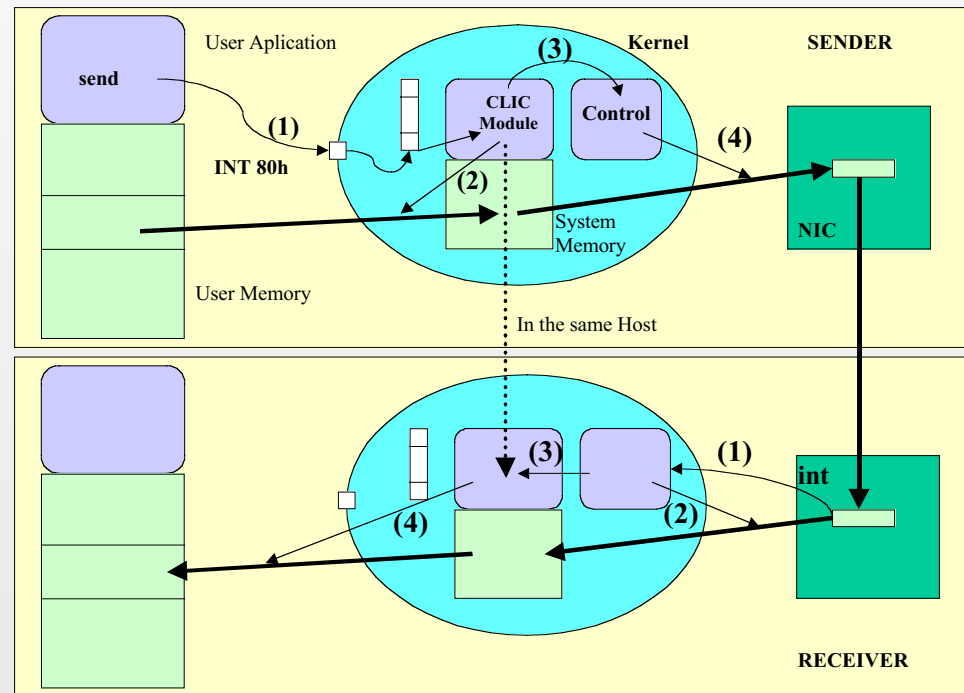 User Aplication
(3)
Kernel
SENDER
send
CLIC
Module
Control
(1)
(4)
INT 80h
(2)
System
Memory
NIC
User Memory
In the same Host
(3)
(1)
int
(4)
(2)
RECEIVER